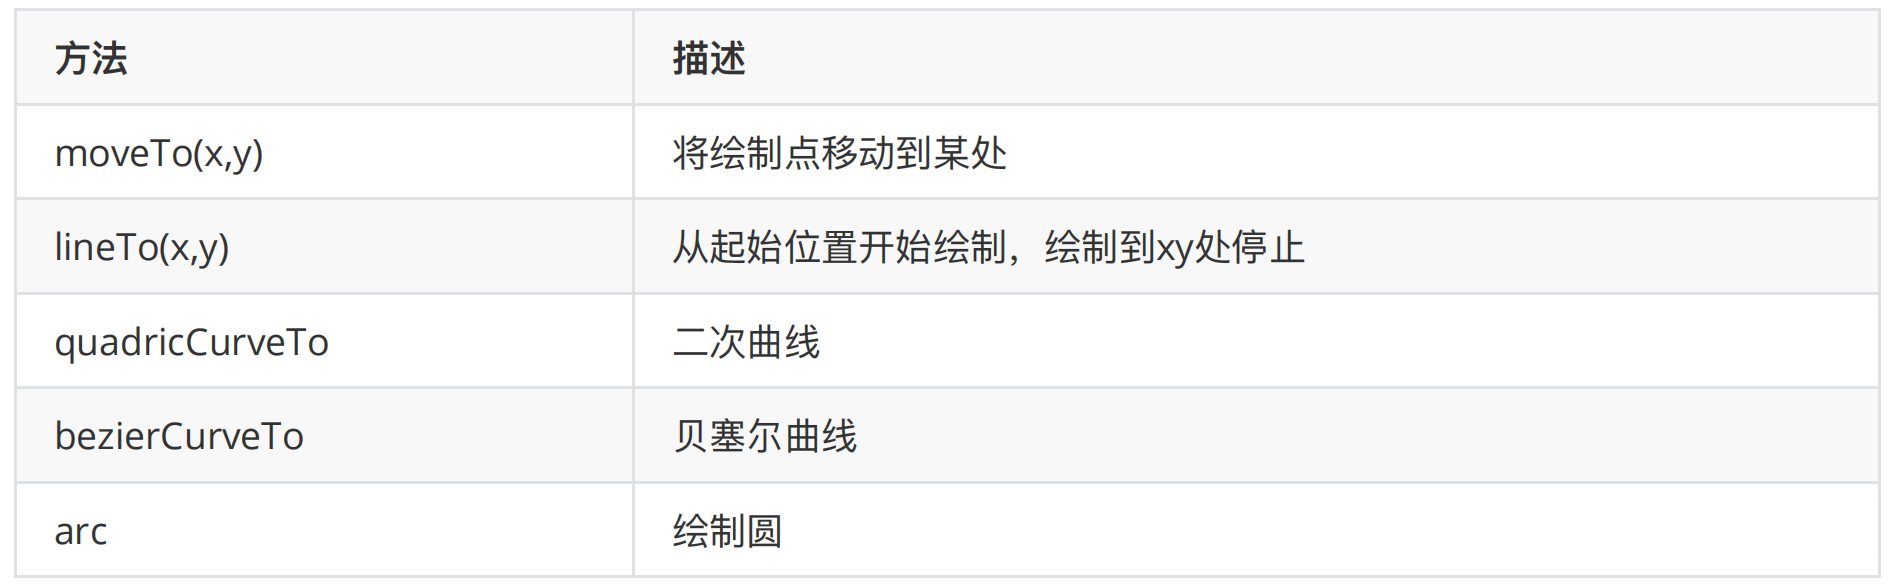 方法 描述
moveTo(x,y) 将绘制点移动到某处
lineTo(x,y) 从起始位置开始绘制，绘制到xy处停止
quadricCurveTo 二次曲线
bezierCurveTo 贝塞尔曲线
arc 绘制圆